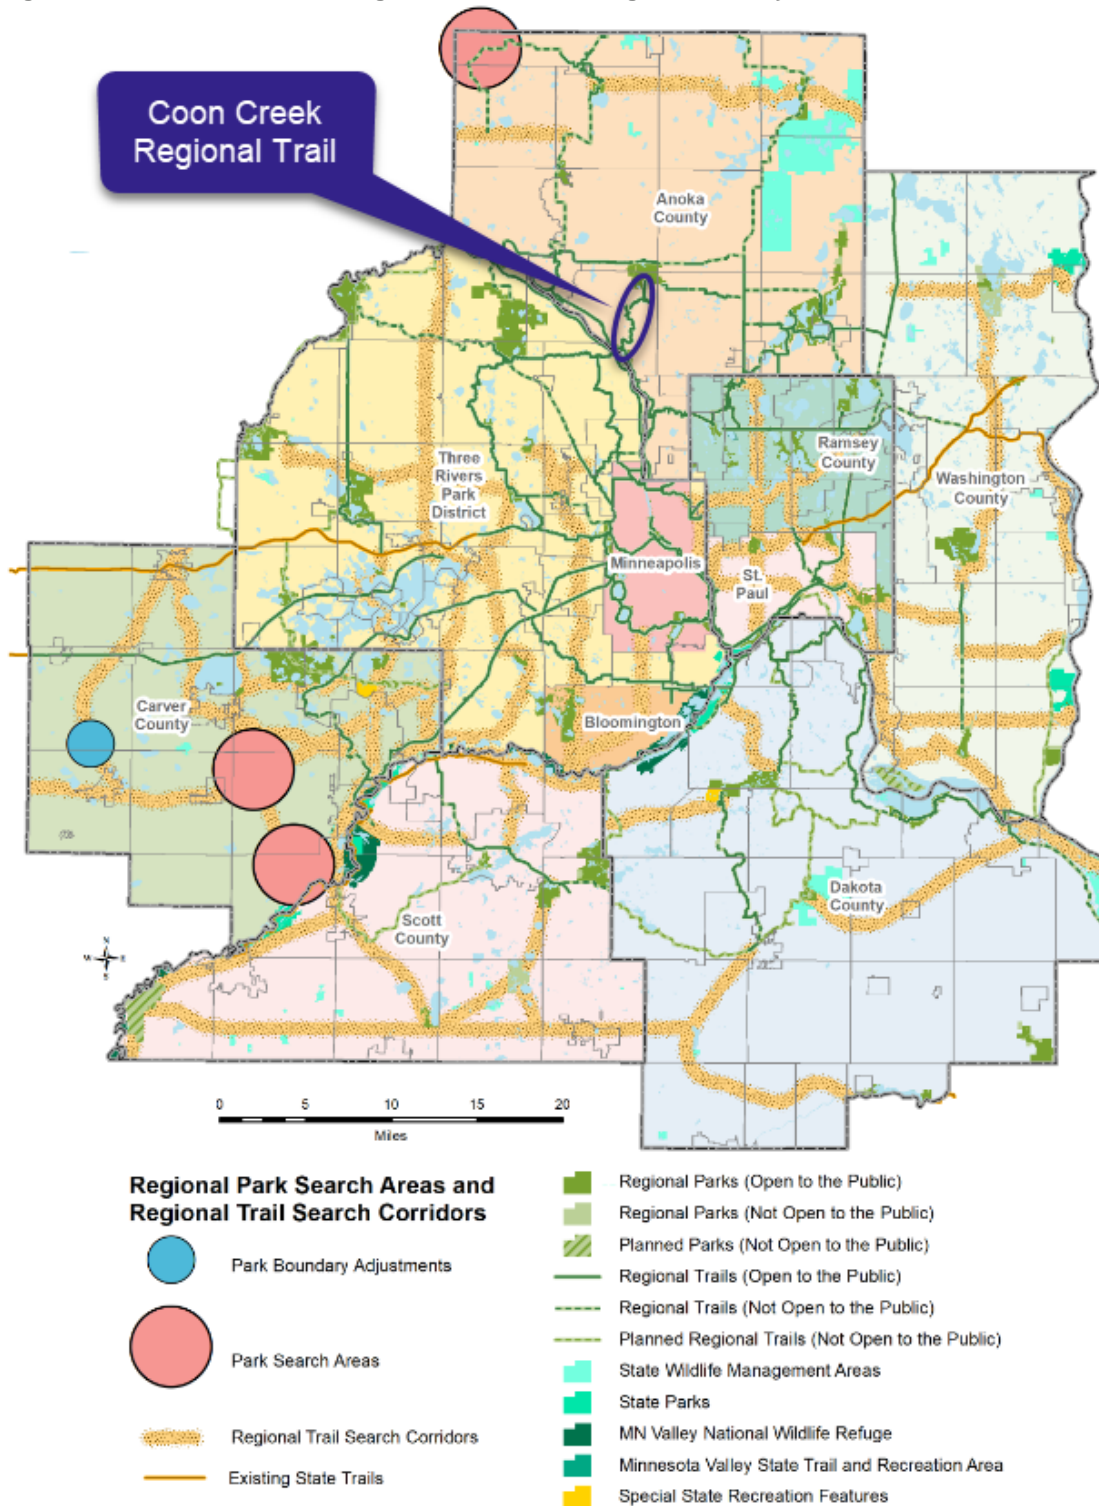 Coon Creek
Regional Trail
Anoka
County
Three
Rivers
Park
District
Ramsey
County
Washington
County
Minneapolis
St.
Paul
Carver
County
Bloomington
Scott
County
Dakota
County
N
W E
S
0 5 10 15 20
Miles
Regional Park Search Areas and
Regional Trail Search Corridors
Park Boundary Adjustments
Park Search Areas
Regional Trail Search Corridors
Existing State Trails
Regional Parks (Open to the Public)
Regional Parks (Not Open to the Public)
Planned Parks (Not Open to the Public)
Regional Trails (Open to the Public)
Regional Trails (Not Open to the Public)
Planned Regional Trails (Not Open to the Public)
State Wildlife Management Areas
State Parks
MN Valley National Wildlife Refuge
Minnesota Valley State Trail and Recreation Area
Special State Recreation Features